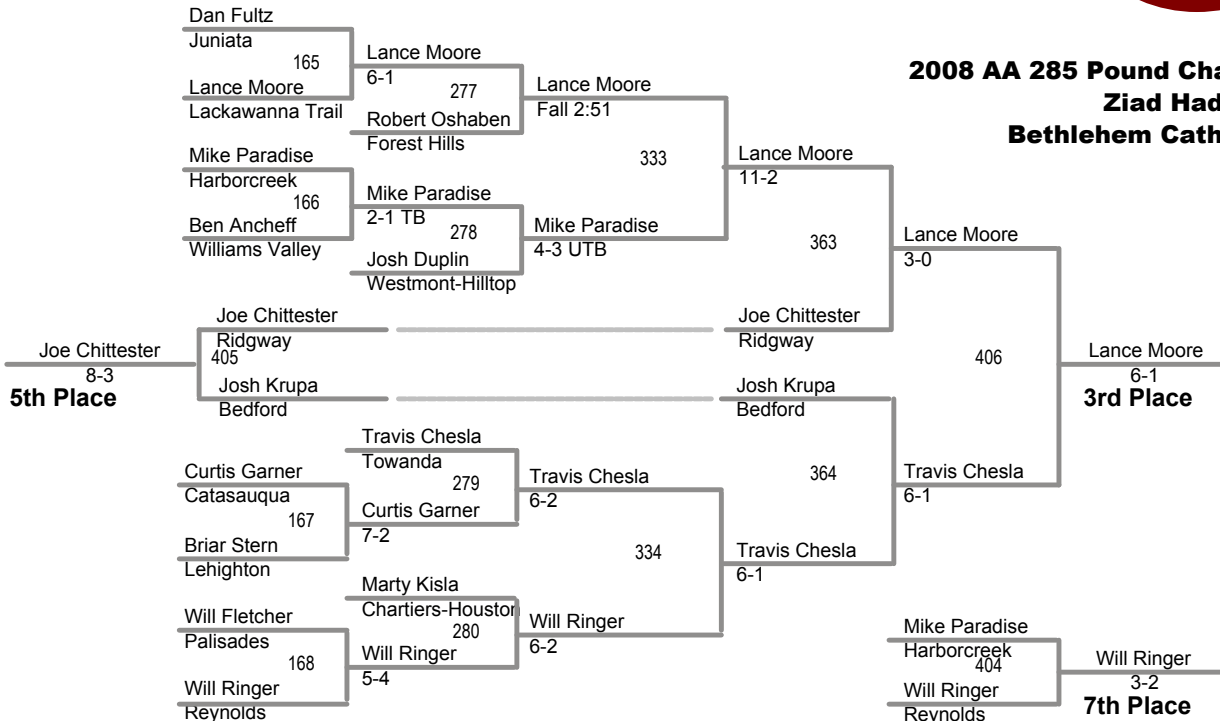 Dan Fultz
Juniata
165
Lance Moore
Lackawanna Trail
Lance Moore
6-1
277
Robert Oshaben
Forest Hills
Lance Moore
Fall 2:51
2008 AA 285 Pound Cha
Ziad Had
Bethlehem Cath
Mike Paradise
Harborcreek
166
Ben Ancheff
Williams Valley
Mike Paradise
2-1 TB
278
Josh Duplin
Westmont-Hilltop
Mike Paradise
4-3 UTB
333
Lance Moore
11-2
363
Joe Chittester
Ridgway
Lance Moore
3-0
Joe Chittester
8-3
5th Place
Joe Chittester
Ridgway
405
Josh Krupa
Bedford
Josh Krupa
Bedford
406
Lance Moore
6-1
3rd Place
Travis Chesla
Towanda
279
Curtis Garner
Catasauqua
167
Briar Stern
Lehighton
Curtis Garner
7-2
Travis Chesla
6-2
334
364
Travis Chesla
6-1
Travis Chesla
6-1
Marty Kisla
Chartiers-Houston
280
Will Fletcher
Palisades
168
Will Ringer
Reynolds
Will Ringer
5-4
Will Ringer
6-2
Mike Paradise
Harborcreek
404
Will Ringer
Reynolds
Will Ringer
3-2
7th Place